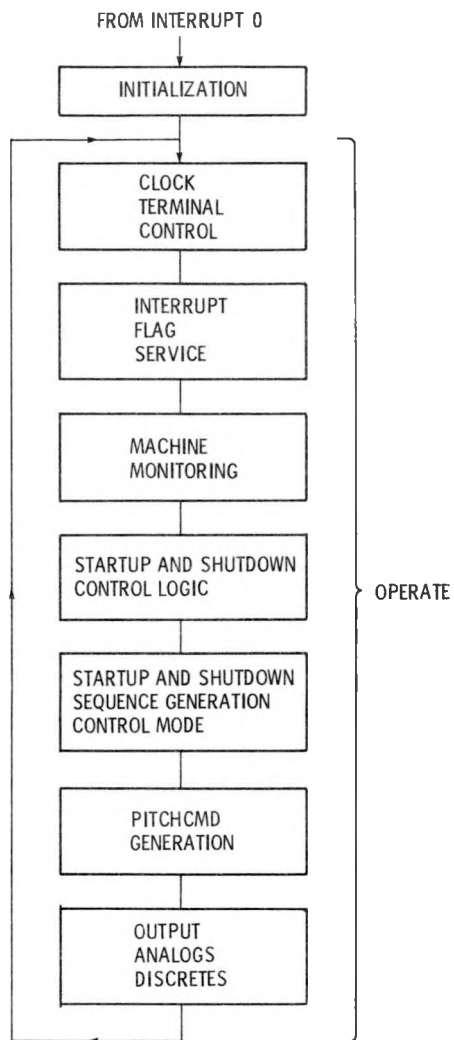 FROM INTERRUPT 0
INITIALIZATION
CLOCK
TERMINAL
CONTROL
INTERRUPT
FLAG
SERVICE
MACHINE
MONITORING
STARTUP AND SHUTDOWN
CONTROL LOGIC
OPERATE
STARTUP AND SHUTDOWN
SEQUENCE GENERATION
CONTROL MODE
PITCHCMD
GENERATION
OUTPUT
ANALOGS
DISCRETES